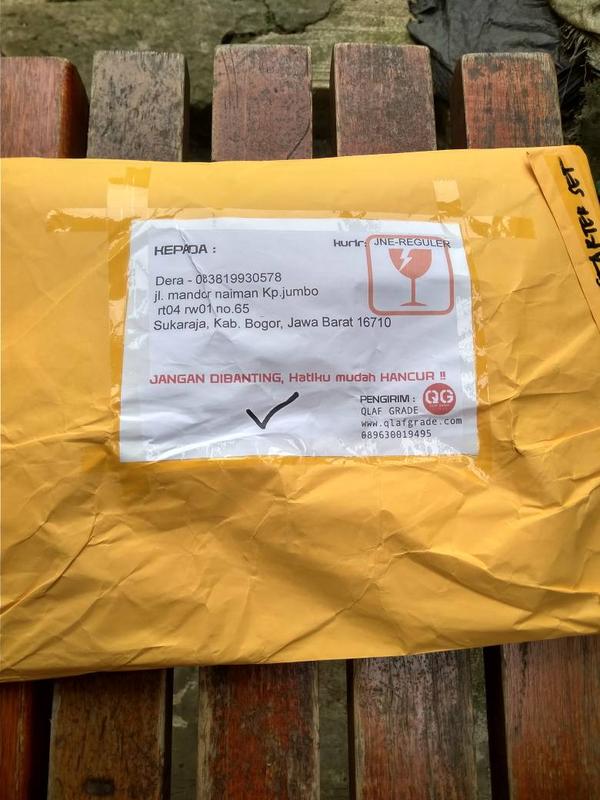 KEPADA :
kurir: JNE-REGULER
Dera - 083819930578
jl. mandor naiman Kp.jumbo
rt04 rw01 no.65
Sukaraja, Kab. Bogor, Jawa Barat 16710
JANGAN DIBANTING, Hatiku mudah HANCUR !!
PENGIRIM :
QG
QLAF GRADE
www.qlafgrade.com
089630019495
SET